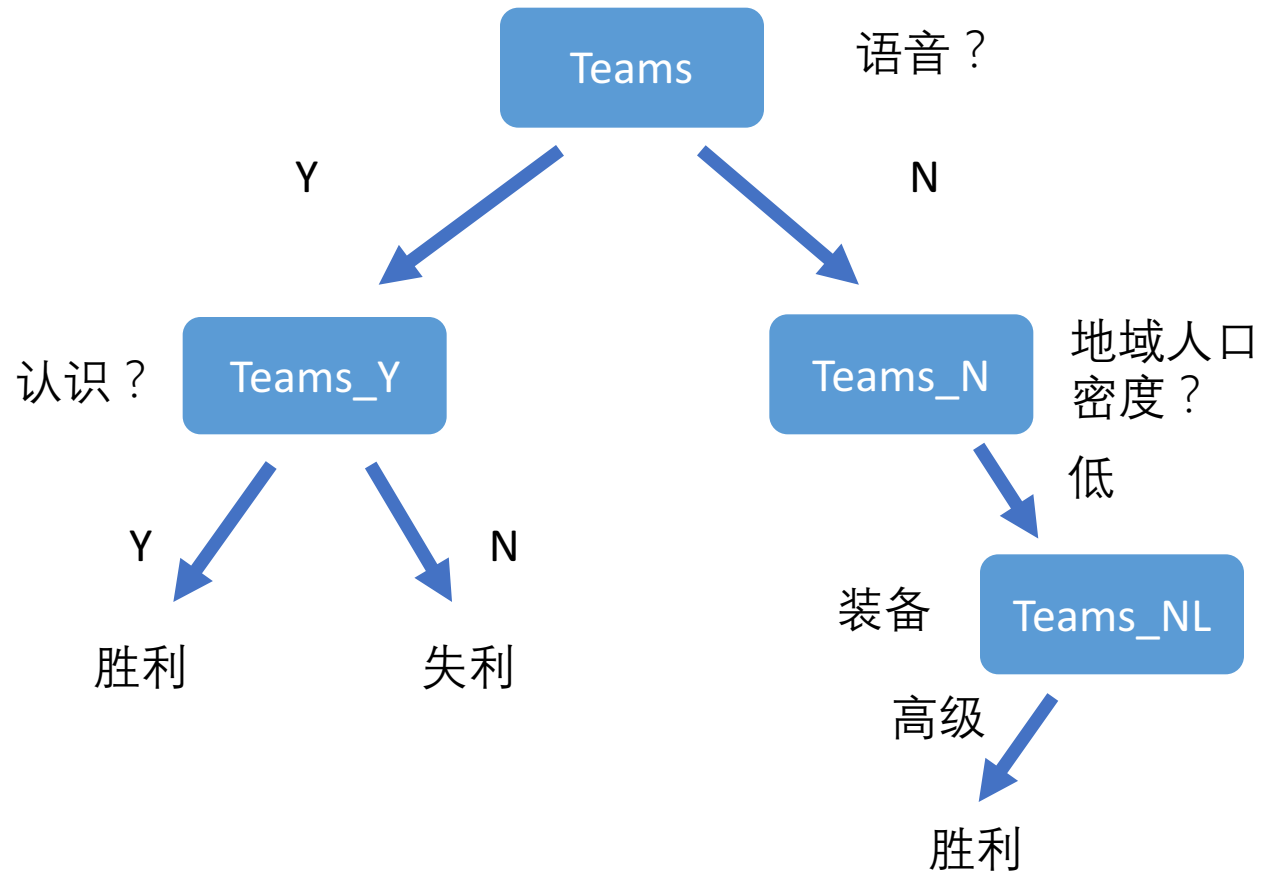 Teams
语音？
Y
N
认识？
Teams_Y
Teams_N
地域人口
密度？
低
Y
N
装备
Teams_NL
胜利
失利
高级
胜利